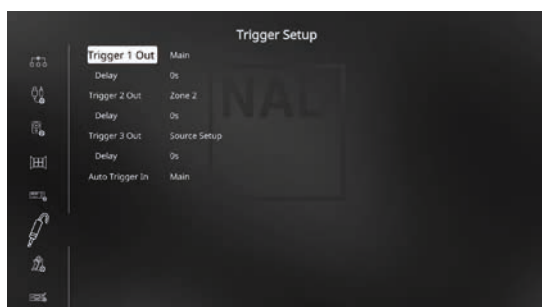 Trigger Setup
Trigger 1 Out Main
Delay 0s
Trigger 2 Out Zone 2
Delay 0s
Trigger 3 Out Source Setup
Delay 0s
Auto Trigger In Main